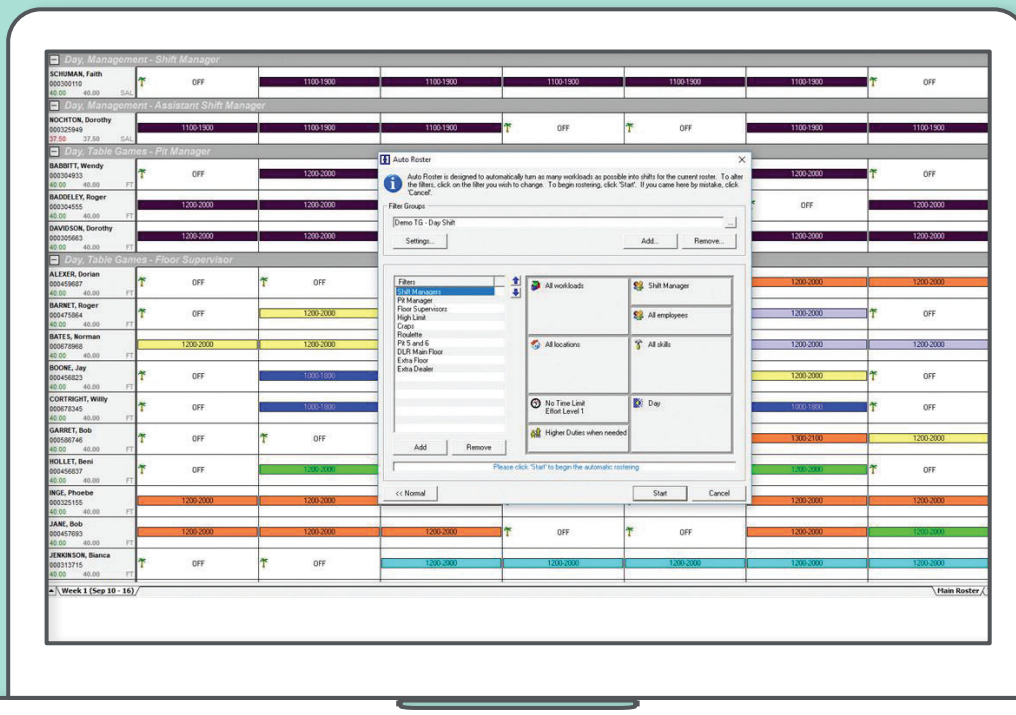 Day, Management - Shift Manager
SCHUMAN, Faith
000300110
40.00 40.00 SAL
OFF 1100-1900 1100-1900 1100-1900 1100-1900 1100-1900 OFF
Day, Management - Assistant Shift Manager
NOCHTON, Dorothy
000325949
37.50 37.50 SAL
1100-1900 1100-1900 1100-1900 OFF OFF 1100-1900 1100-1900
Day, Table Games - Pit Manager
BABBITT, Wendy
000304933
40.00 40.00 FT
OFF 1200-2000 1200-2000 1200-2000
BADDELEY, Roger
000304555
40.00 40.00 FT
1200-2000 1200-2000 OFF 1200-2000
DAVIDSON, Dorothy
000305663
40.00 40.00 FT
1200-2000 1200-2000 1200-2000 1200-2000
Day, Table Games - Floor Supervisor
ALEXER, Dorian
000459687
40.00 40.00 FT
OFF OFF 1200-2000 1200-2000
BARNET, Roger
000475864
40.00 40.00 FT
OFF 1200-2000 1200-2000 OFF
BATES, Norman
000678968
40.00 40.00 FT
1200-2000 1200-2000 1200-2000 1200-2000
BOONE, Jay
000456823
40.00 40.00 FT
OFF 1000-1800 1200-2000 OFF
CORTRIGHT, Willy
000678345
40.00 40.00 FT
OFF 1000-1800 1000-1800 OFF
GARRET, Bob
000586746
40.00 40.00 FT
OFF OFF 1300-2100 1200-2000
HOLLET, Beni
000456837
40.00 40.00 FT
OFF 1200-2000 1200-2000 OFF
INGE, Phoebe
000325155
40.00 40.00 FT
1200-2000 1200-2000 1200-2000 1200-2000
JANE, Bob
000457693
40.00 40.00 FT
1200-2000 1200-2000 1200-2000 OFF OFF 1200-2000 1200-2000
JENKINSON, Bianca
000313715
40.00 40.00 FT
OFF OFF 1200-2000 1200-2000 1200-2000 1200-2000 1200-2000
Week 1 (Sep 10 - 16)
Main Roster
Auto Roster
Auto Roster is designed to automatically turn as many workloads as possible into shifts for the current roster. To alter
the filters, click on the filter you wish to change. To begin rostering, click 'Start'. If you came here by mistake, click
'Cancel'.
Filter Groups
Demo TG - Day Shift ...
Settings... Add... Remove...
Filters
Shift Managers
Pit Manager
Floor Supervisors
High Limit
Craps
Roulette
Pit 5 and 6
DLR Main Floor
Extra Floor
Extra Dealer
Add Remove
All workloads
Shift Manager
All employees
All locations
All skills
No Time Limit
Effort Level 1
Day
Higher Duties when needed
Please click 'Start' to begin the automatic rostering
<< Normal Start Cancel